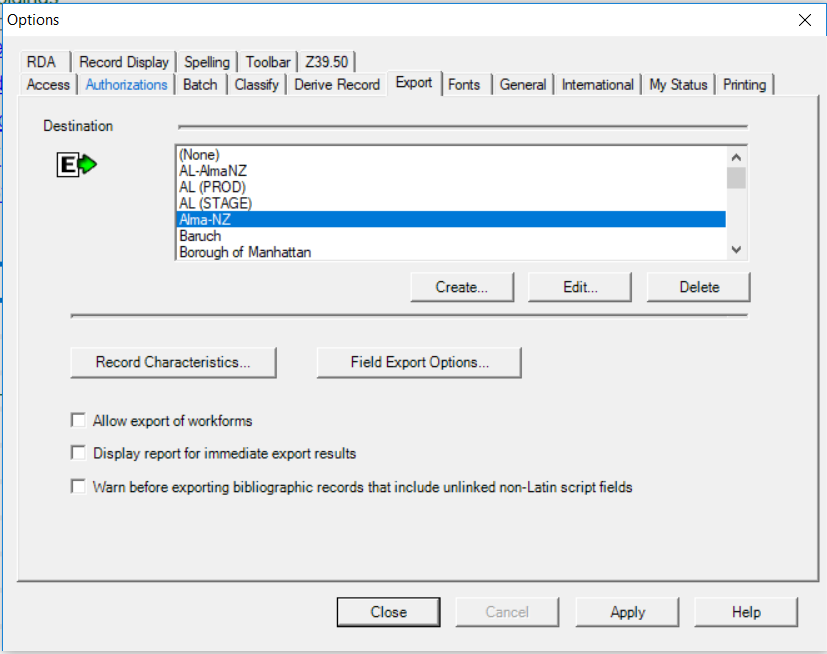 Options
RDA Record Display Spelling Toolbar Z39.50
Access Authorizations Batch Classify Derive Record Export Fonts General International My Status Printing
Destination
E
(None)
AL-AlmaNZ
AL (PROD)
AL (STAGE)
Alma-NZ
Baruch
Borough of Manhattan
Create... Edit... Delete
Record Characteristics... Field Export Options...
Allow export of workforms
Display report for immediate export results
Warn before exporting bibliographic records that include unlinked non-Latin script fields
Close Cancel Apply Help